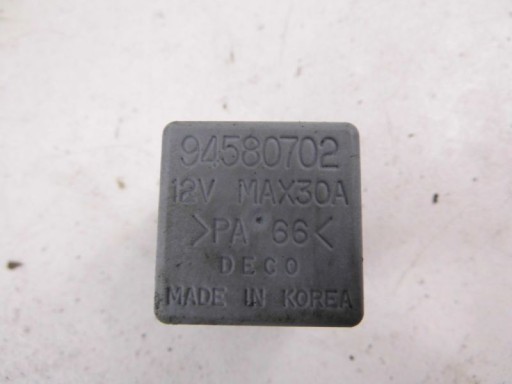 94580702
12V MAX30A
>PA 66<
DECO
MADE IN KOREA